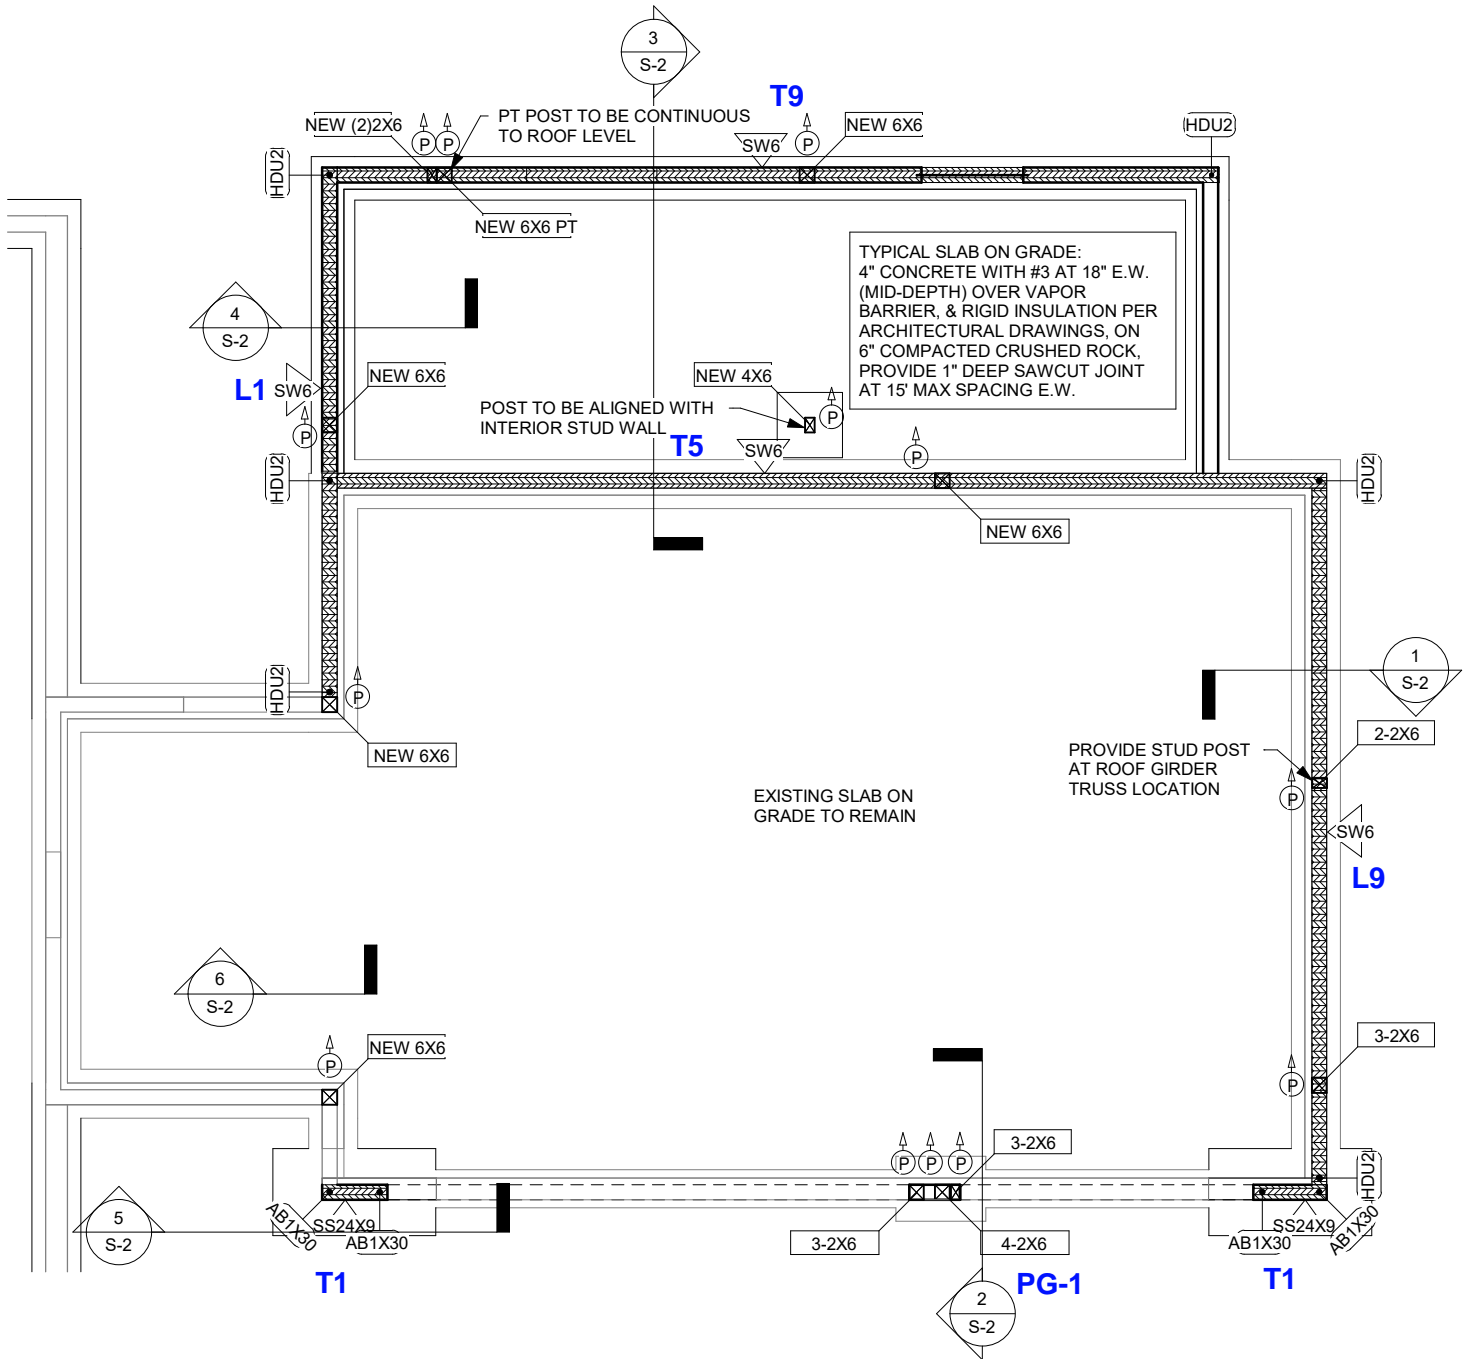 3
S-2
T9
NEW (2)2X6
P
P
PT POST TO BE CONTINUOUS
TO ROOF LEVEL
SW6
P
NEW 6X6
HDU2
HDU2
NEW 6X6 PT
TYPICAL SLAB ON GRADE:
4" CONCRETE WITH #3 AT 18" E.W.
(MID-DEPTH) OVER VAPOR
BARRIER, & RIGID INSULATION PER
ARCHITECTURAL DRAWINGS, ON
6" COMPACTED CRUSHED ROCK,
PROVIDE 1" DEEP SAWCUT JOINT
AT 15' MAX SPACING E.W.
4
S-2
L1
SW6
NEW 6X6
P
NEW 4X6
P
POST TO BE ALIGNED WITH
INTERIOR STUD WALL
T5
SW6
P
HDU2
HDU2
NEW 6X6
HDU2
P
NEW 6X6
1
S-2
2-2X6
PROVIDE STUD POST
AT ROOF GIRDER
TRUSS LOCATION
P
EXISTING SLAB ON
GRADE TO REMAIN
SW6
L9
6
S-2
NEW 6X6
P
3-2X6
P
3-2X6
P
P
P
HDU2
5
S-2
AB1X30
SS24X9
AB1X30
3-2X6
4-2X6
AB1X30
SS24X9
AB1X30
T1
PG-1
T1
2
S-2